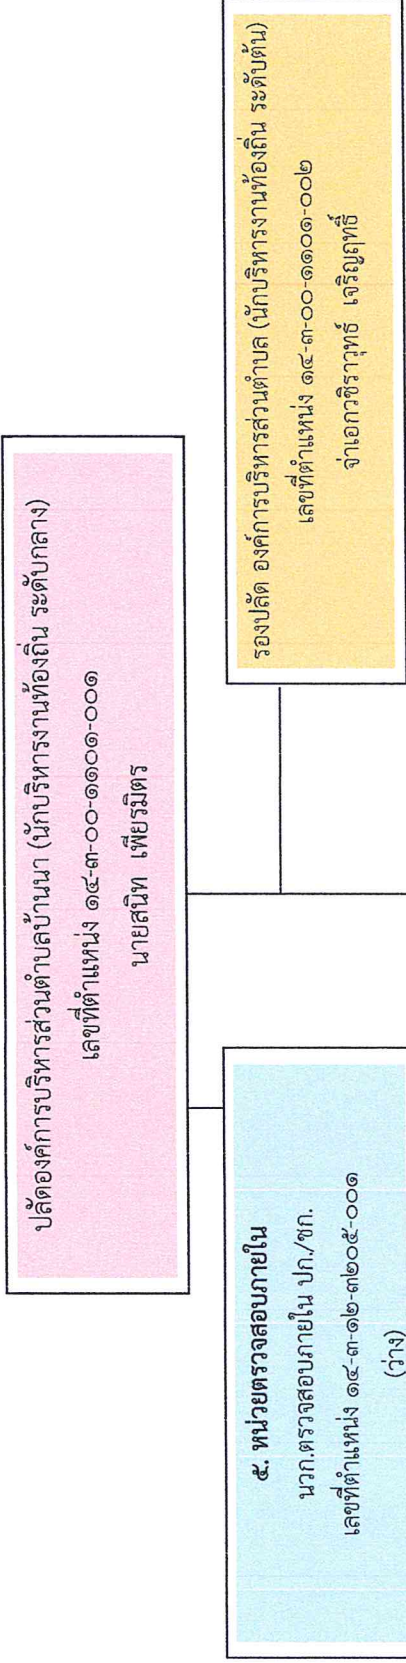 ปลัดองค์การบริหารส่วนตำบลบ้านนา (นักบริหารงานท้องถิ่น ระดับกลาง)
เลขที่ตำแหน่ง ๑๔-๓-๐๐-๑๑๐๑-๐๐๑
นายสนิท เพียรมิตร
รองปลัด องค์การบริหารส่วนตำบล (นักบริหารงานท้องถิ่น ระดับต้น)
เลขที่ตำแหน่ง ๑๔-๓-๐๐-๑๑๐๑-๐๐๒
จ่าเอกวชิราวุทธ์ เจริญฤทธิ์
๕. หน่วยตรวจสอบภายใน
นวก.ตรวจสอบภายใน ปก./ชก.
เลขที่ตำแหน่ง ๑๔-๓-๑๒-๓๒๐๕-๐๐๑
(ว่าง)